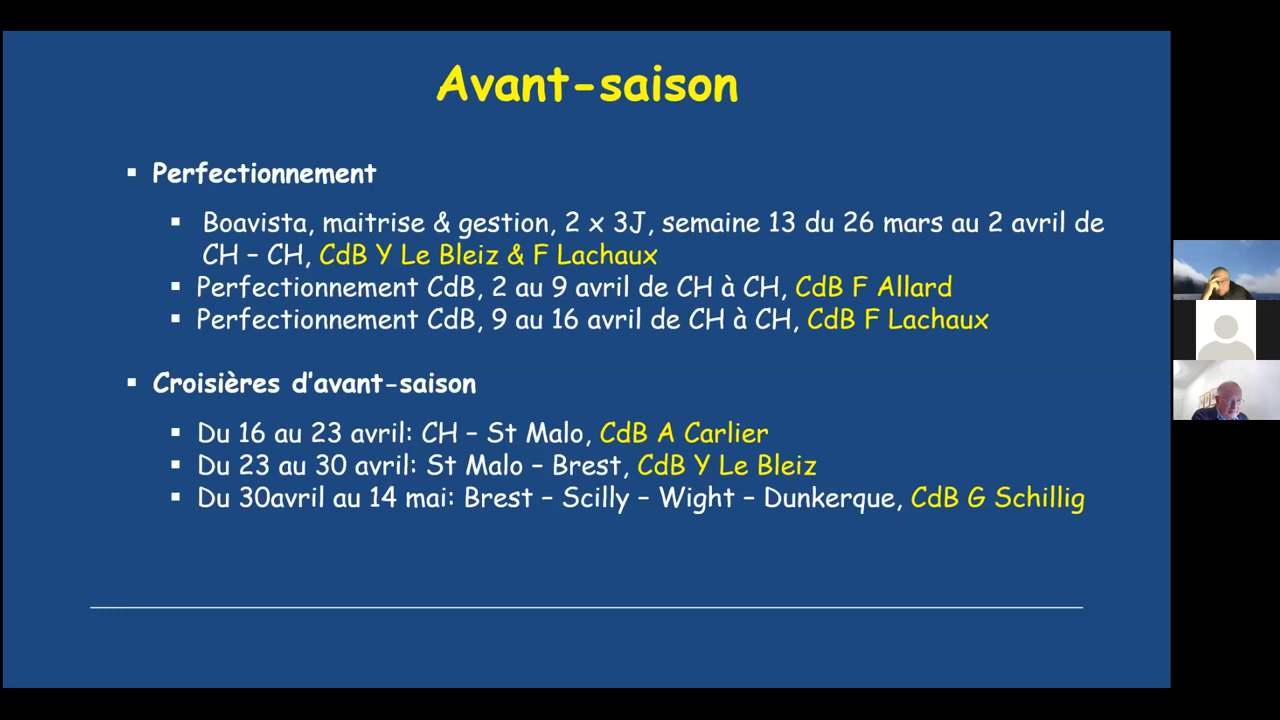 Avant-saison
▪ Perfectionnement
▪ Boavista, maitrise & gestion, 2 x 3J, semaine 13 du 26 mars au 2 avril de
CH – CH, CdB Y Le Bleiz & F Lachaux
▪ Perfectionnement CdB, 2 au 9 avril de CH à CH, CdB F Allard
▪ Perfectionnement CdB, 9 au 16 avril de CH à CH, CdB F Lachaux
▪ Croisières d’avant-saison
▪ Du 16 au 23 avril: CH – St Malo, CdB A Carlier
▪ Du 23 au 30 avril: St Malo – Brest, CdB Y Le Bleiz
▪ Du 30avril au 14 mai: Brest – Scilly – Wight – Dunkerque, CdB G Schillig